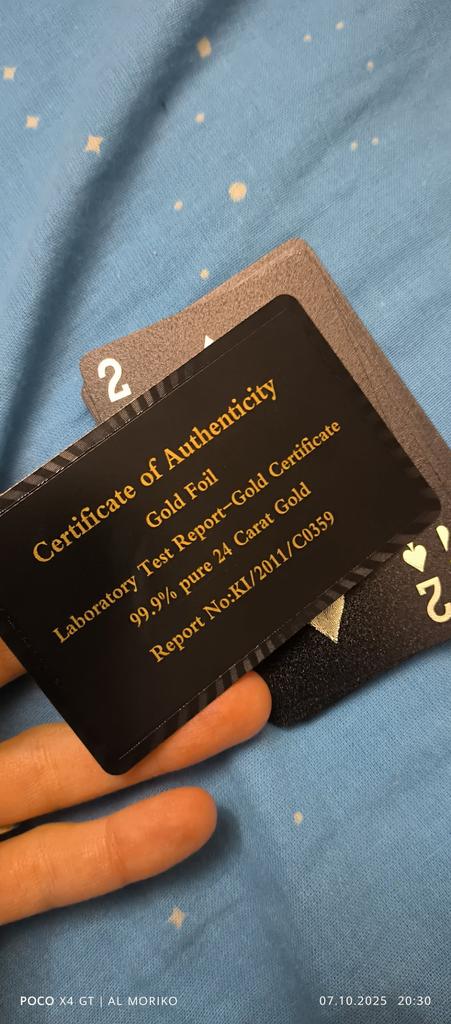 2
Certificate of Authenticity
Gold Foil
Laboratory Test Report-Gold Certificate
99.9% pure 24 Carat Gold
Report No:KI/2011/C0359
2
POCO X4 GT | AL MORIKO
07.10.2025 20:30